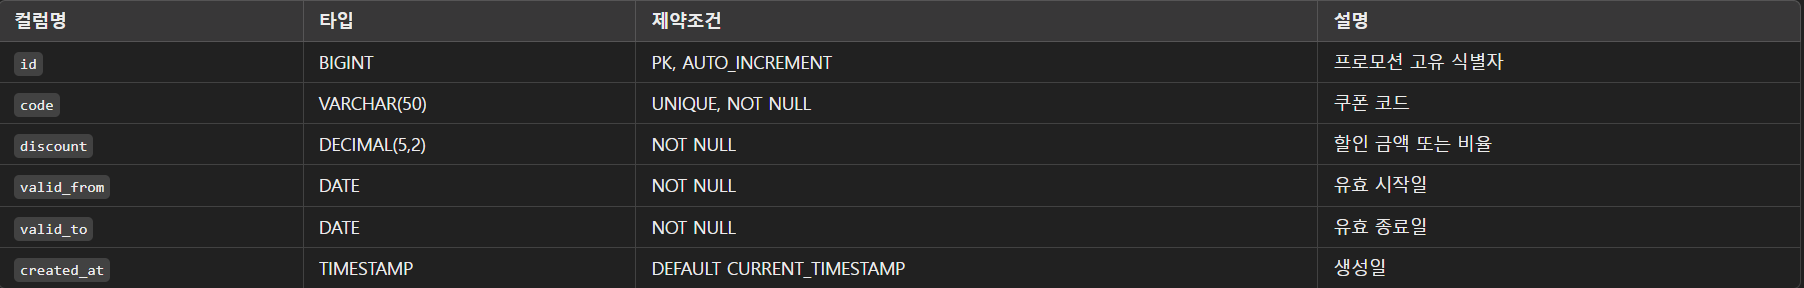 컬럼명 타입 제약조건 설명
id BIGINT PK, AUTO_INCREMENT 프로모션 고유 식별자
code VARCHAR(50) UNIQUE, NOT NULL 쿠폰 코드
discount DECIMAL(5,2) NOT NULL 할인 금액 또는 비율
valid_from DATE NOT NULL 유효 시작일
valid_to DATE NOT NULL 유효 종료일
created_at TIMESTAMP DEFAULT CURRENT_TIMESTAMP 생성일